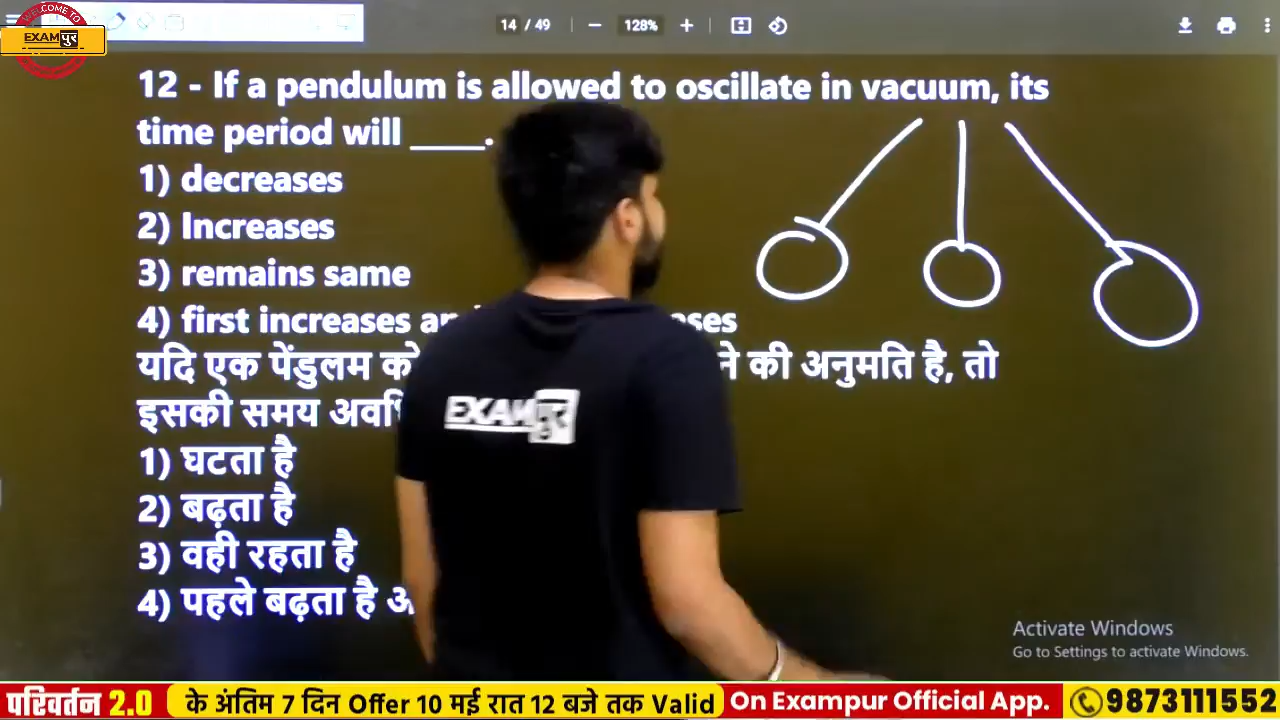 WELCOME TO
EXAMपुर
14 / 49
128%
12 - If a pendulum is allowed to oscillate in vacuum, its
time period will ____.
1) decreases
2) Increases
3) remains same
4) first increases
यदि एक पेंडुलम को की अनुमति है, तो
इसकी समय
1) घटता है
2) बढ़ता है
3) वही रहता है
4) पहले बढ़ता है
EXAMपुर
Activate Windows
Go to Settings to activate Windows.
परिवर्तन 2.0 के अंतिम 7 दिन Offer 10 मई रात 12 बजे तक Valid On Exampur Official App. 9873111552